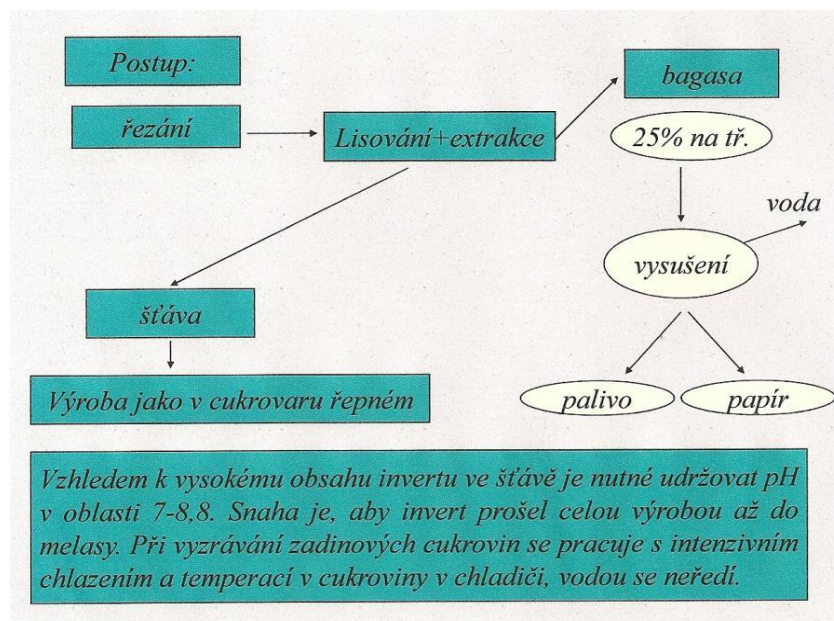 Postup:
bagasa
řezání
Lisování+extrakce
25% na tř.
voda
vysušení
šťáva
Výroba jako v cukrovaru řepném
palivo
papír
Vzhledem k vysokému obsahu invertu ve šťávě je nutné udržovat pH
v oblasti 7-8,8. Snaha je, aby invert prošel celou výrobou až do
melasy. Při vyzrávání zadinových cukrovin se pracuje s intenzivním
chlazením a temperací v cukroviny v chladiči, vodou se neředí.